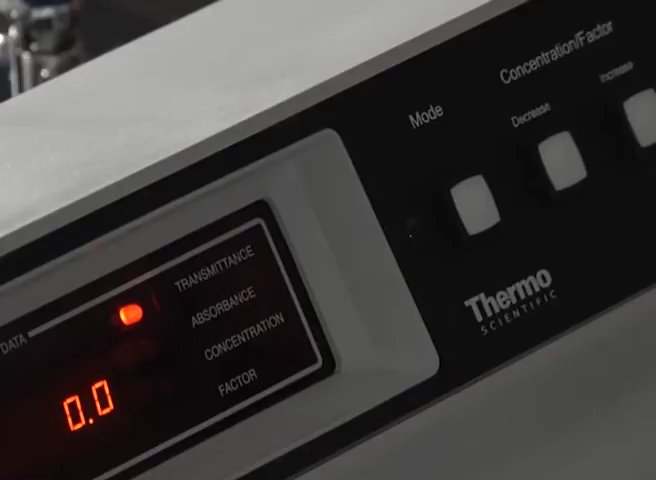 Concentration/Factor
Mode
Decrease
Increase
TRANSMITTANCE
DATA
ABSORBANCE
CONCENTRATION
FACTOR
0.0
Thermo
SCIENTIFIC